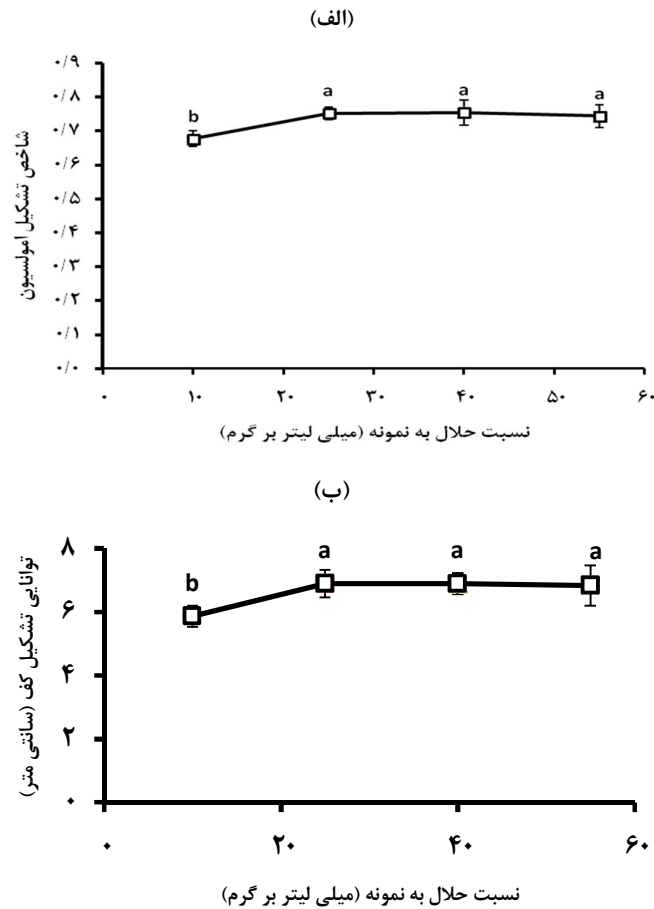 (الف)
۰/۹
۰/۸
۰/۷
۰/۶
۰/۵
۰/۴
۰/۳
۰/۲
۰/۱
۰/۰
شاخص تشکیل امولسیون
b a a a
۰ ۱۰ ۲۰ ۳۰ ۴۰ ۵۰ ۶۰
نسبت حلال به نمونه (میلی لیتر بر گرم)
(ب)
۸
۶
۴
۲
۰
توانایی تشکیل کف (سانتی متر)
b a a a
۰ ۲۰ ۴۰ ۶۰
نسبت حلال به نمونه (میلی لیتر بر گرم)